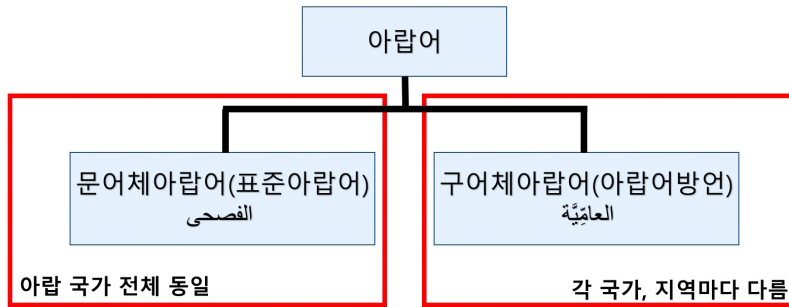 아랍어
문어체아랍어(표준아랍어)
الفصحى
아랍 국가 전체 동일
구어체아랍어(아랍어방언)
العامِّيَّة
각 국가, 지역마다 다름